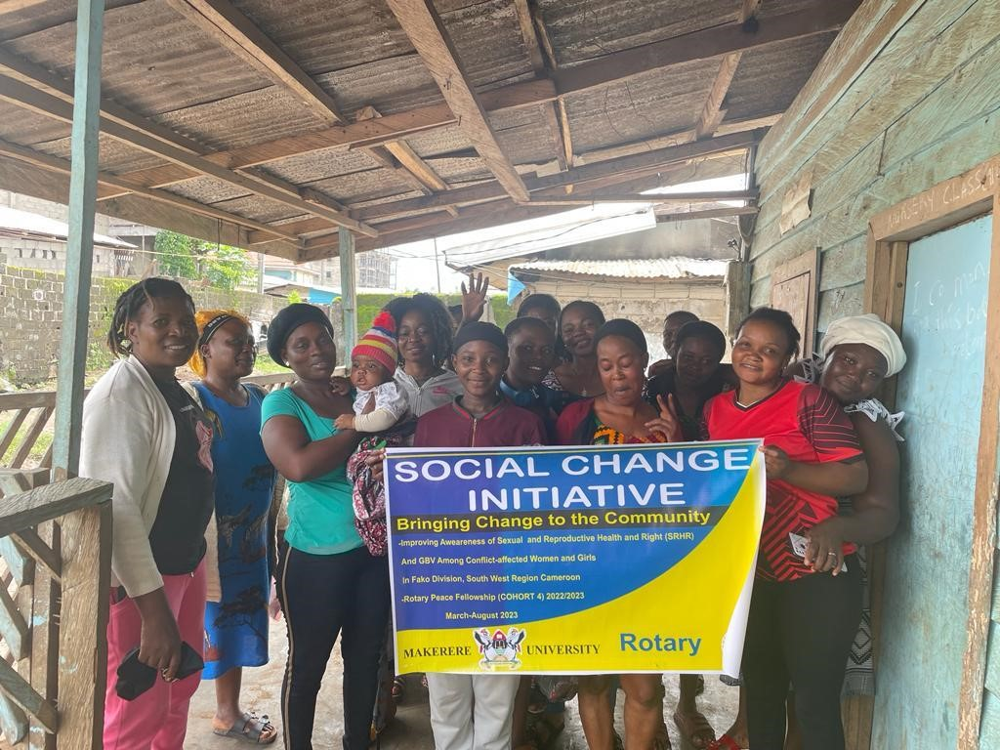 NURSERY CLASS
SOCIAL CHANGE
INITIATIVE
Bringing Change to the Community
-Improving Awareness of Sexual and Reproductive Health and Right (SRHR)
And GBV Among Conflict-affected Women and Girls
In Fako Division, South West Region Cameroon
-Rotary Peace Fellowship (COHORT 4) 2022/2023
March-August 2023
MAKERERE UNIVERSITY
Rotary